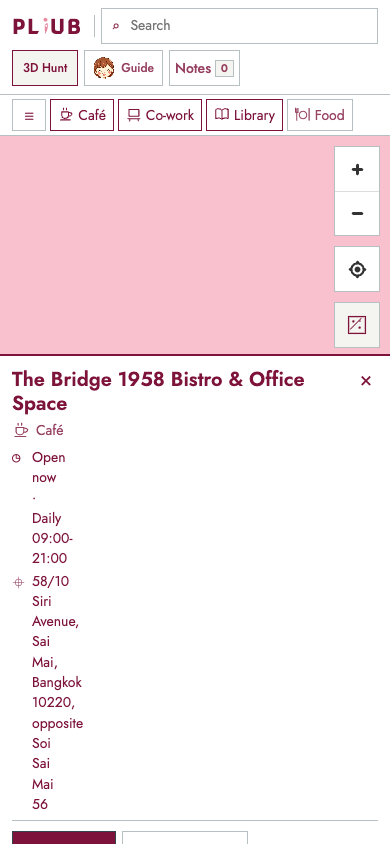 PLIUB
Search
3D Hunt
Guide
Notes 0
Café
Co-work
Library
Food
The Bridge 1958 Bistro & Office
Space
Café
Open
now
·
Daily
09:00-
21:00
58/10
Siri
Avenue,
Sai
Mai,
Bangkok
10220,
opposite
Soi
Sai
Mai
56